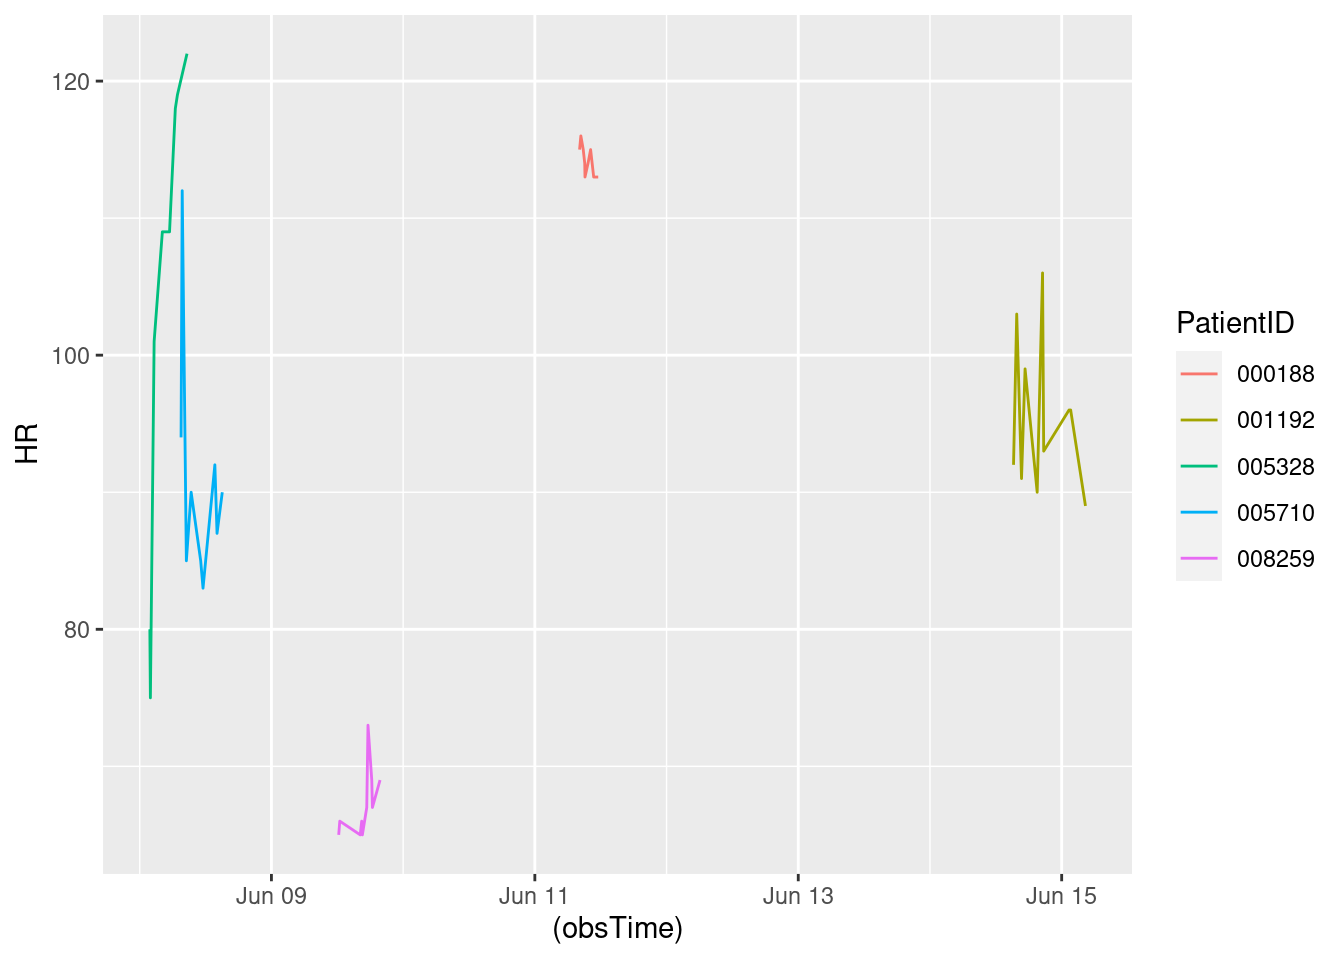 HR
120
100
80
Jun 09
Jun 11
Jun 13
Jun 15
(obsTime)
PatientID
000188
001192
005328
005710
008259